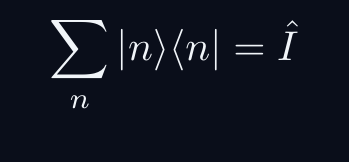 ∑ₙ |n⟩⟨n| = Î